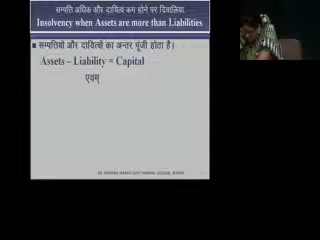 सम्पति अधिक और दायित्व कम होने पर दिवालिया
Insolvency when Assets are more than Liabilities
सम्पत्तियों और दायित्वों का अन्तर पूंजी होता है।
Assets – Liability = Capital
एवम्